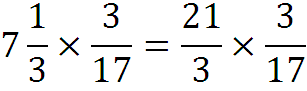 7 1/3 × 3/17 = 21/3 × 3/17